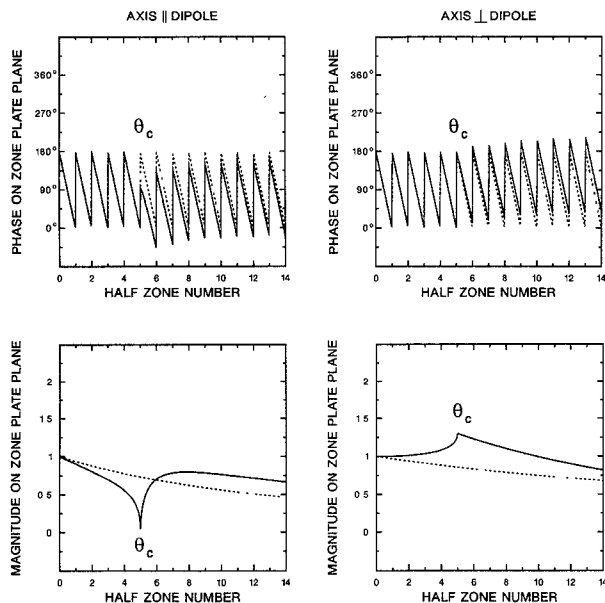 AXIS || DIPOLE
AXIS ⊥ DIPOLE
PHASE ON ZONE PLATE PLANE
360°
270°
180°
90°
0°
θc
0 2 4 6 8 10 12 14
HALF ZONE NUMBER
PHASE ON ZONE PLATE PLANE
360°
270°
180°
90°
0°
θc
0 2 4 6 8 10 12 14
HALF ZONE NUMBER
MAGNITUDE ON ZONE PLATE PLANE
2
1 5
1
0 5
0
θc
0 2 4 6 8 10 12 14
HALF ZONE NUMBER
MAGNITUDE ON ZONE PLATE PLANE
2
1 5
1
0 5
0
θc
0 2 4 6 8 10 12 14
HALF ZONE NUMBER